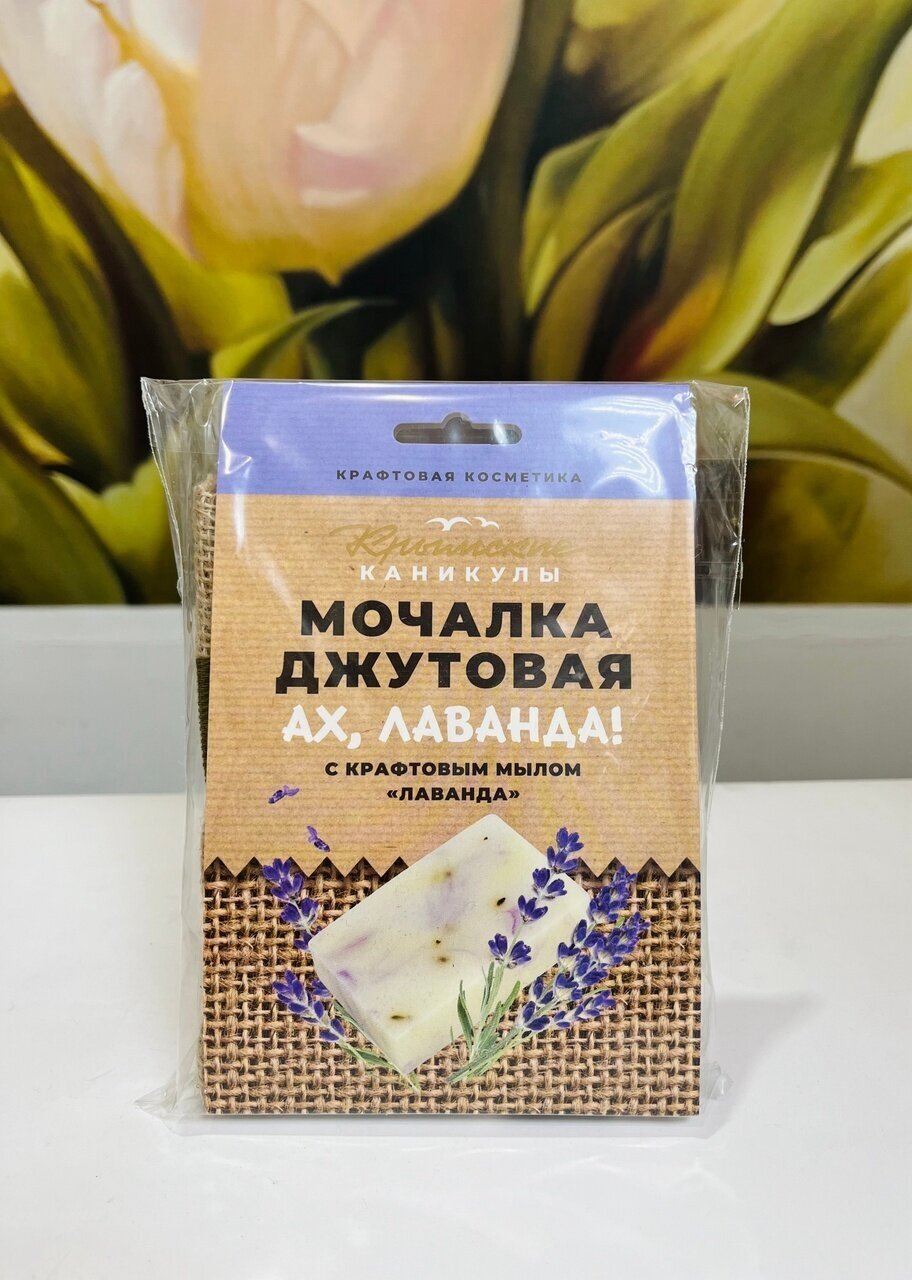 КРАФТОВАЯ КОСМЕТИКА
Крымские
КАНИКУЛЫ
МОЧАЛКА
ДЖУТОВАЯ
АХ, ЛАВАНДА!
С КРАФТОВЫМ МЫЛОМ
«ЛАВАНДА»